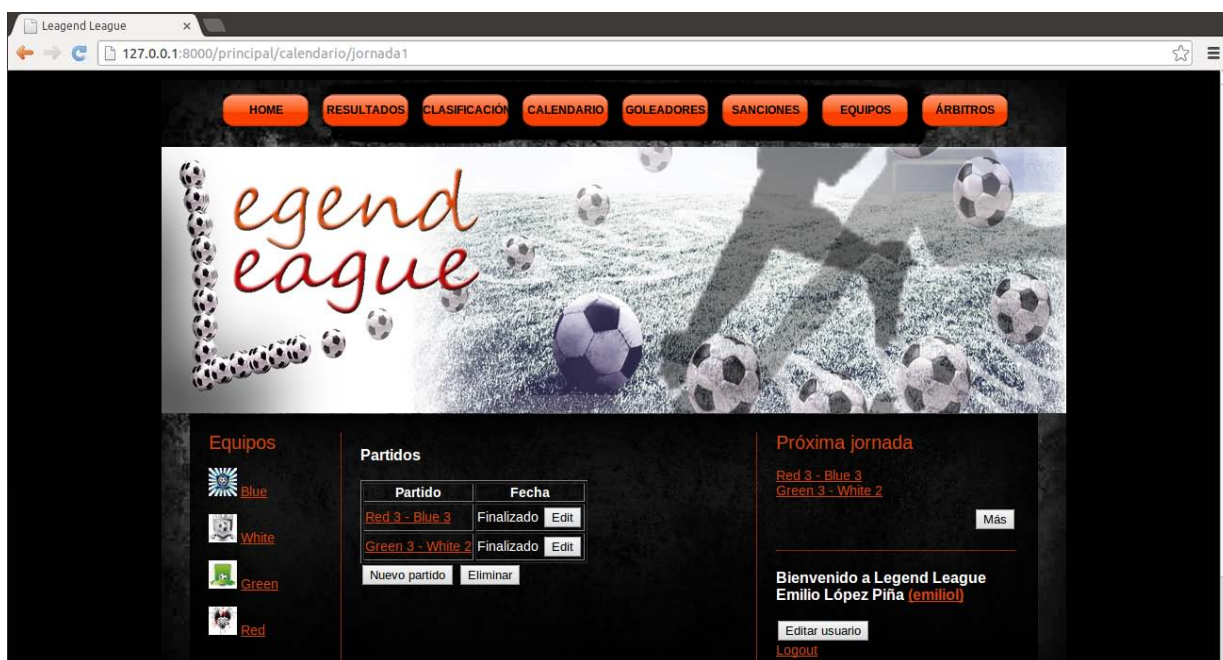 Leagend League
127.0.0.1:8000/principal/calendario/jornada1
HOME RESULTADOS CLASIFICACIÓN CALENDARIO GOLEADORES SANCIONES EQUIPOS ÁRBITROS
egend
eague
Equipos
Blue
White
Green
Red
Partidos
Partido Fecha
Red 3 - Blue 3 Finalizado Edit
Green 3 - White 2 Finalizado Edit
Nuevo partido Eliminar
Próxima jornada
Red 3 - Blue 3
Green 3 - White 2
Más
Bienvenido a Legend League
Emilio López Piña (emiliol)
Editar usuario
Logout